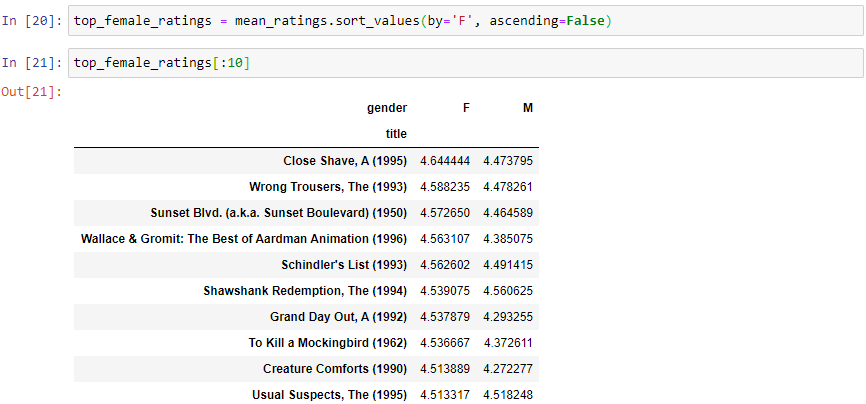 In [20]: top_female_ratings = mean_ratings.sort_values(by='F', ascending=False)
In [21]: top_female_ratings[:10]
Out[21]:
gender F M
title
Close Shave, A (1995) 4.644444 4.473795
Wrong Trousers, The (1993) 4.588235 4.478261
Sunset Blvd. (a.k.a. Sunset Boulevard) (1950) 4.572650 4.464589
Wallace & Gromit: The Best of Aardman Animation (1996) 4.563107 4.385075
Schindler's List (1993) 4.562602 4.491415
Shawshank Redemption, The (1994) 4.539075 4.560625
Grand Day Out, A (1992) 4.537879 4.293255
To Kill a Mockingbird (1962) 4.536667 4.372611
Creature Comforts (1990) 4.513889 4.272277
Usual Suspects, The (1995) 4.513317 4.518248